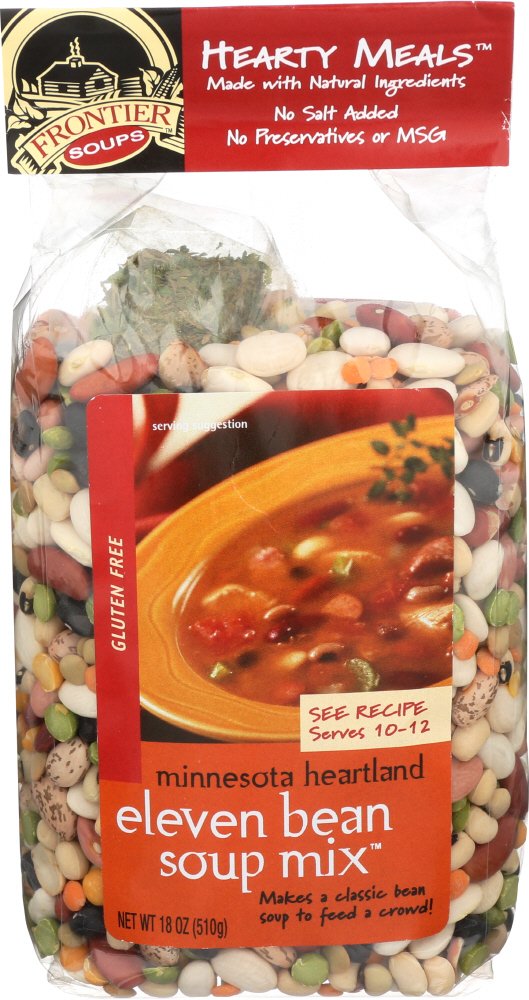 HEARTY MEALS™
Made with Natural Ingredients
No Salt Added
No Preservatives or MSG
FRONTIER™
SOUPS
serving suggestion
GLUTEN FREE
SEE RECIPE
Serves 10-12
minnesota heartland
eleven bean
soup mix™
Makes a classic bean
soup to feed a crowd!
NET WT 18 OZ (510g)